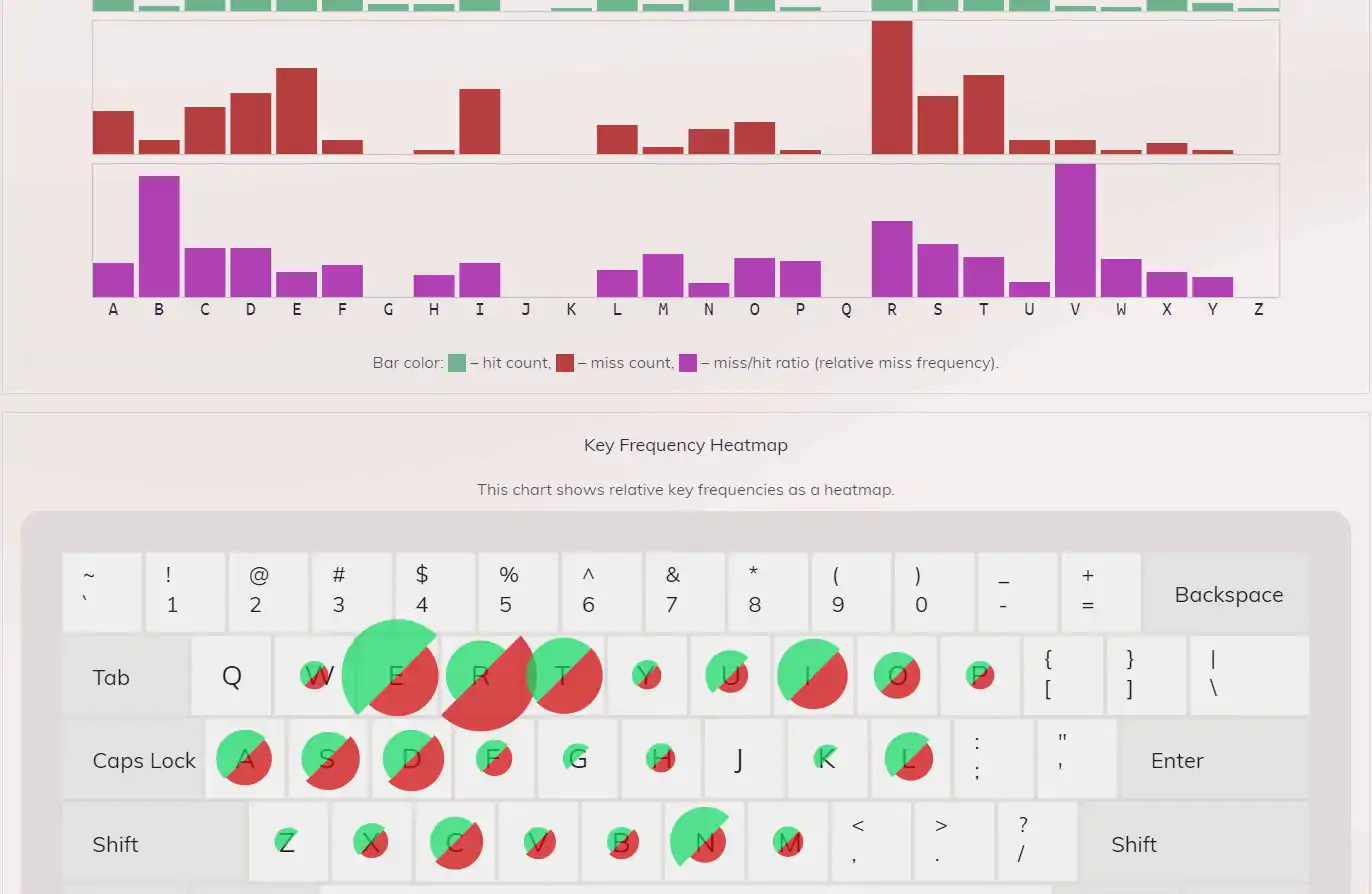 A B C D E F G H I J K L M N O P Q R S T U V W X Y Z
Bar color: – hit count, – miss count, – miss/hit ratio (relative miss frequency).
Key Frequency Heatmap
This chart shows relative key frequencies as a heatmap.
~ ! @ # $ % ^ & * ( ) _ + Backspace
` 1 2 3 4 5 6 7 8 9 0 - =
Tab Q W E R T Y U I O P { } |
[ ] \
Caps Lock A S D F G H J K L : " Enter
; '
Shift Z X C V B N M < > ? Shift
, . /